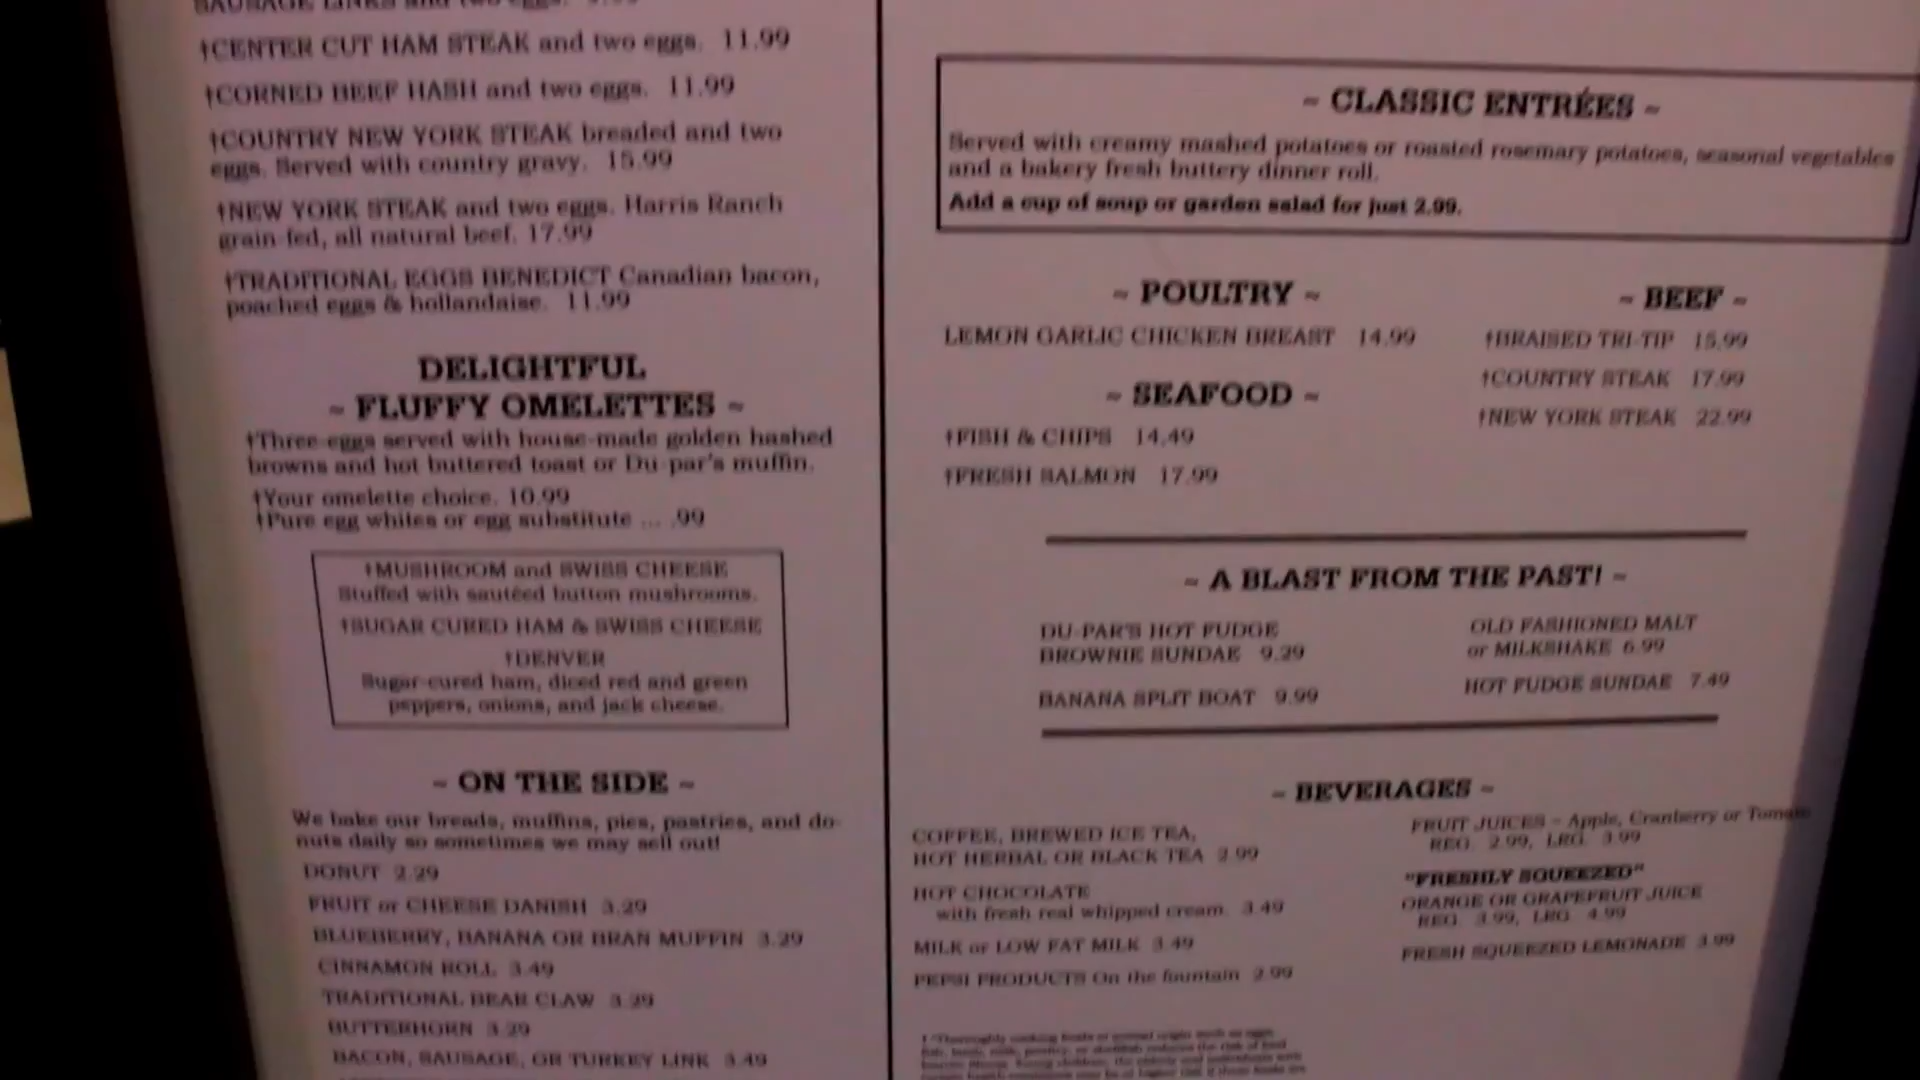 SAUSAGE LINKS and two eggs.
†CENTER CUT HAM STEAK and two eggs. 11.99
†CORNED BEEF HASH and two eggs. 11.99
†COUNTRY NEW YORK STEAK breaded and two
eggs. Served with country gravy. 15.99
†NEW YORK STEAK and two eggs. Harris Ranch
grain-fed, all natural beef. 17.99
†TRADITIONAL EGGS BENEDICT Canadian bacon,
poached eggs & hollandaise. 11.99
DELIGHTFUL
~ FLUFFY OMELETTES ~
†Three-eggs served with house-made golden hashed
browns and hot buttered toast or Du-par's muffin.
†Your omelette choice. 10.99
†Pure egg whites or egg substitute ... .99
†MUSHROOM and SWISS CHEESE
Stuffed with sautéed button mushrooms.
†SUGAR CURED HAM & SWISS CHEESE
†DENVER
Sugar-cured ham, diced red and green
peppers, onions, and jack cheese.
~ ON THE SIDE ~
We bake our breads, muffins, pies, pastries, and do-
nuts daily so sometimes we may sell out!
DONUT 2.29
FRUIT or CHEESE DANISH 3.29
BLUEBERRY, BANANA OR BRAN MUFFIN 3.29
CINNAMON ROLL 3.49
TRADITIONAL BEAR CLAW 3.29
BUTTERHORN 3.29
BACON, SAUSAGE, OR TURKEY LINK 3.49
~ CLASSIC ENTRÉES ~
Served with creamy mashed potatoes or roasted rosemary potatoes, seasonal vegetables
and a bakery fresh buttery dinner roll.
Add a cup of soup or garden salad for just 2.99.
~ POULTRY ~
LEMON GARLIC CHICKEN BREAST 14.99
~ SEAFOOD ~
†FISH & CHIPS 14.49
†FRESH SALMON 17.99
~ BEEF ~
†BRAISED TRI-TIP 15.99
†COUNTRY STEAK 17.99
†NEW YORK STEAK 22.99
~ A BLAST FROM THE PAST! ~
DU-PAR'S HOT FUDGE
BROWNIE SUNDAE 9.29
BANANA SPLIT BOAT 9.99
OLD FASHIONED MALT
or MILKSHAKE 6.99
HOT FUDGE SUNDAE 7.49
~ BEVERAGES ~
COFFEE, BREWED ICE TEA,
HOT HERBAL OR BLACK TEA 2.99
HOT CHOCOLATE
with fresh real whipped cream. 3.49
MILK or LOW FAT MILK 3.49
PEPSI PRODUCTS On the fountain 2.99
FRUIT JUICES – Apple, Cranberry or Tomato
REG. 2.99, LRG. 3.99
"FRESHLY SQUEEZED"
ORANGE OR GRAPEFRUIT JUICE
REG. 3.99, LRG. 4.99
FRESH SQUEEZED LEMONADE 3.99